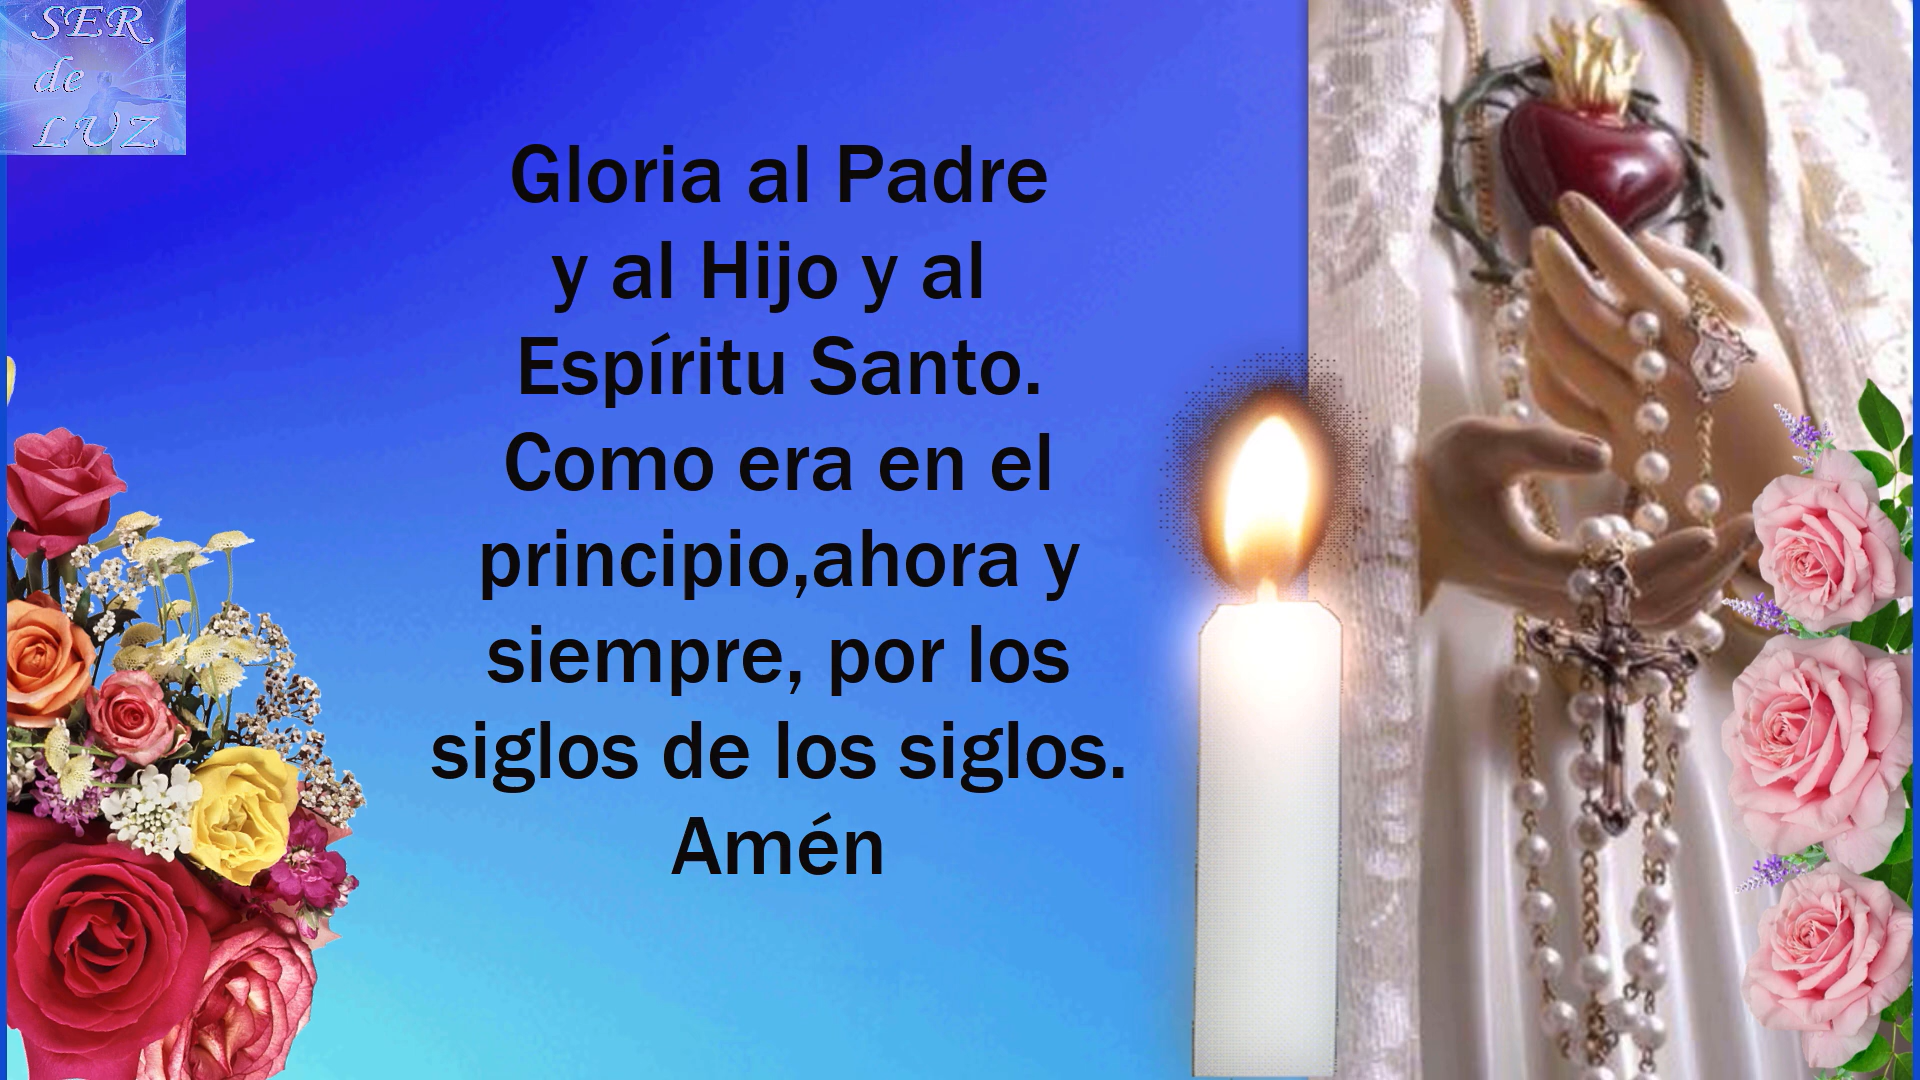 SER
de
LUZ
Gloria al Padre
y al Hijo y al
Espíritu Santo.
Como era en el
principio,ahora y
siempre, por los
siglos de los siglos.
Amén